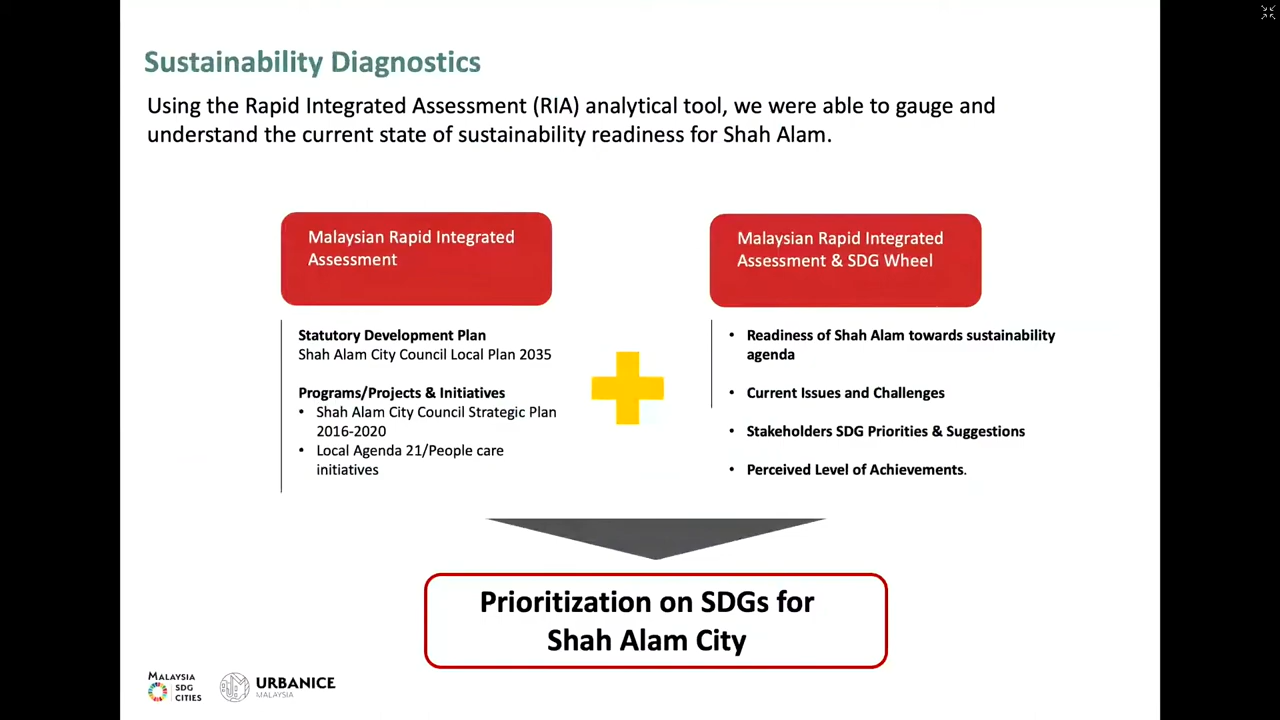 Sustainability Diagnostics
Using the Rapid Integrated Assessment (RIA) analytical tool, we were able to gauge and
understand the current state of sustainability readiness for Shah Alam.
Malaysian Rapid Integrated
Assessment
Statutory Development Plan
Shah Alam City Council Local Plan 2035
Programs/Projects & Initiatives
• Shah Alam City Council Strategic Plan
2016-2020
• Local Agenda 21/People care
initiatives
Malaysian Rapid Integrated
Assessment & SDG Wheel
• Readiness of Shah Alam towards sustainability
agenda
• Current Issues and Challenges
• Stakeholders SDG Priorities & Suggestions
• Perceived Level of Achievements.
Prioritization on SDGs for
Shah Alam City
MALAYSIA
SDG
CITIES
URBANICE
MALAYSIA